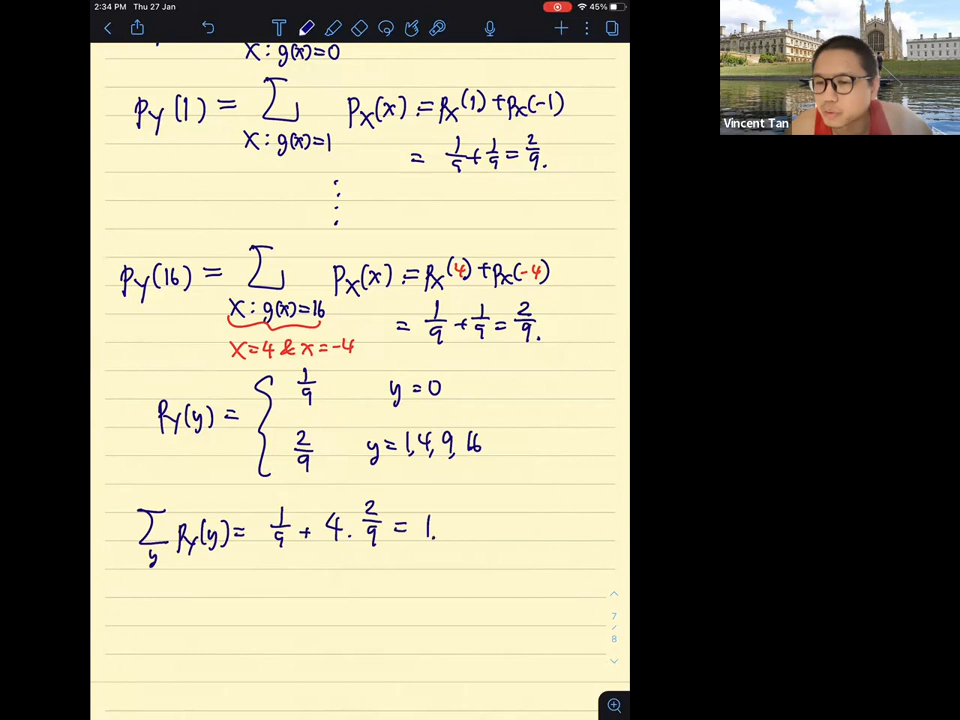 2:34 PM Thu 27 Jan
45%
x : g(x)=0
P_Y(1) = Σ P_X(x) = P_X(1) + P_X(-1)
x : g(x)=1
= 1/9 + 1/9 = 2/9.
⋮
P_Y(16) = Σ P_X(x) = P_X(4) + P_X(-4)
x : g(x)=16
= 1/9 + 1/9 = 2/9.
x=4 & x=-4
P_Y(y) = { 1/9 y = 0
2/9 y = 1, 4, 9, 16
Σ_y P_Y(y) = 1/9 + 4 · 2/9 = 1.
7
/
8
Vincent Tan